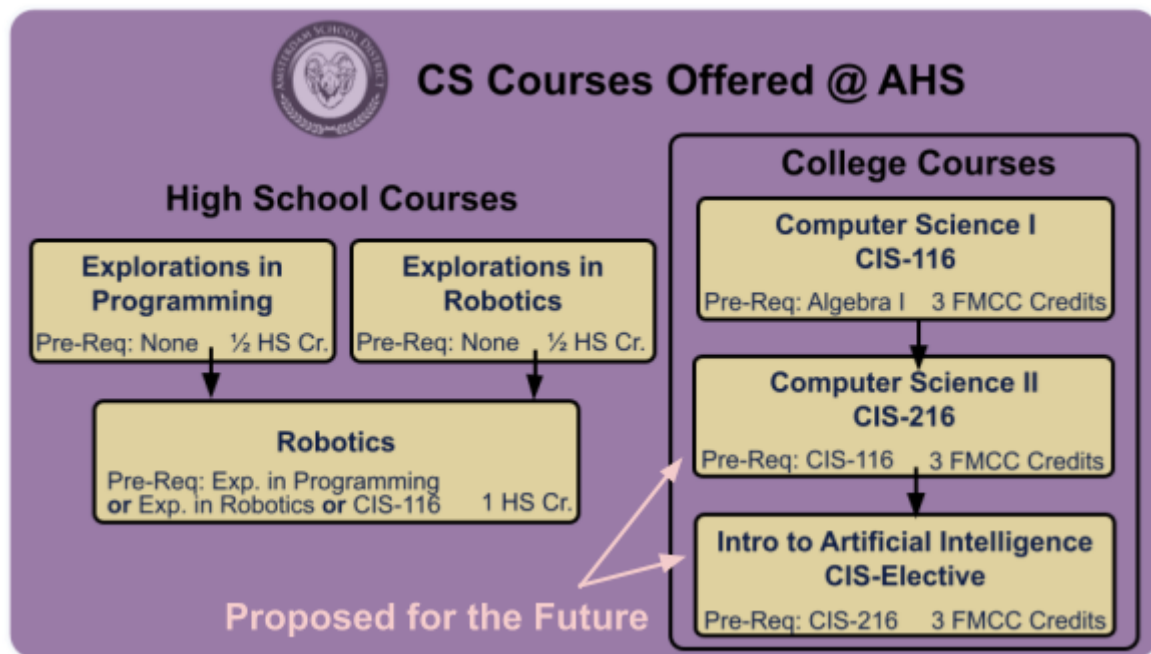 AMSTERDAM SCHOOL DISTRICT
CS Courses Offered @ AHS
High School Courses
Explorations in
Programming
Pre-Req: None ½ HS Cr.
Explorations in
Robotics
Pre-Req: None ½ HS Cr.
Robotics
Pre-Req: Exp. in Programming
or Exp. in Robotics or CIS-116 1 HS Cr.
College Courses
Computer Science I
CIS-116
Pre-Req: Algebra I 3 FMCC Credits
Computer Science II
CIS-216
Pre-Req: CIS-116 3 FMCC Credits
Intro to Artificial Intelligence
CIS-Elective
Pre-Req: CIS-216 3 FMCC Credits
Proposed for the Future